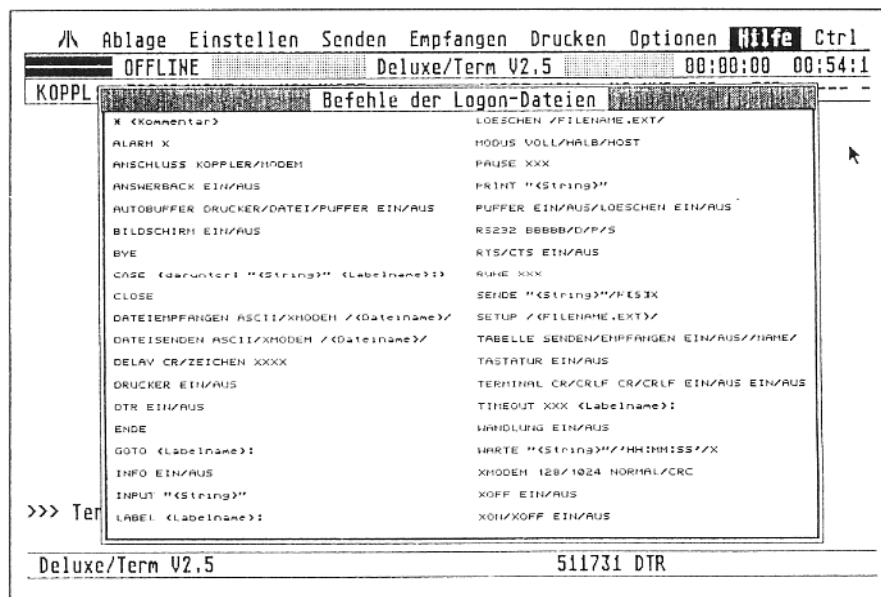 Ablage Einstellen Senden Empfangen Drucken Optionen Hilfe Ctrl
OFFLINE Deluxe/Term V2.5 00:00:00 00:54:1
KOPPL
Befehle der Logon-Dateien
* <Kommentar>
ALARM X
ANSCHLUSS KOPPLER/MODEM
ANSWERBACK EIN/AUS
AUTOBUFFER DRUCKER/DATEI/PUFFER EIN/AUS
BILDSCHIRM EIN/AUS
BYE
CASE (darunter: "<String>" <Labelname>:)
CLOSE
DATEIEMPFANGEN ASCII/XMODEM /<Dateiname>/
DATEISENDEN ASCII/XMODEM /<Dateiname>/
DELAY CR/ZEICHEN XXXX
DRUCKER EIN/AUS
DTR EIN/AUS
ENDE
GOTO <Labelname>:
INFO EIN/AUS
INPUT "<String>"
LABEL <Labelname>:
LOESCHEN /FILENAME.EXT/
MODUS VOLL/HALB/HOST
PAUSE XXX
PRINT "<String>"
PUFFER EIN/AUS/LOESCHEN EIN/AUS
RS232 BBBBB/D/P/S
RTS/CTS EIN/AUS
RUHE XXX
SENDE "<String>"/F[S]X
SETUP /<FILENAME.EXT>/
TABELLE SENDEN/EMPFANGEN EIN/AUS//NAME/
TASTATUR EIN/AUS
TERMINAL CR/CRLF CR/CRLF EIN/AUS EIN/AUS
TIMEOUT XXX <Labelname>:
WANDLUNG EIN/AUS
WARTE "<String>"/'HH:MM:SS'/X
XMODEM 128/1024 NORMAL/CRC
XOFF EIN/AUS
XON/XOFF EIN/AUS
>>> Ter
Deluxe/Term V2.5 511731 DTR